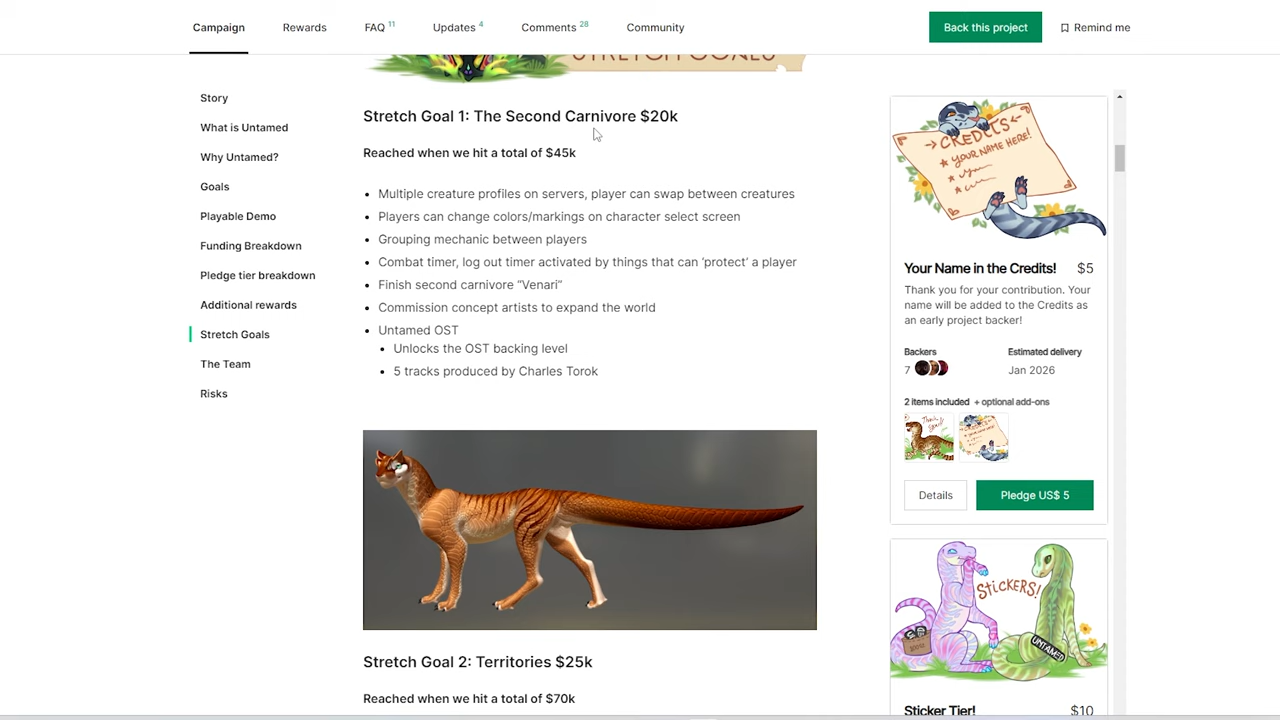 Campaign
Rewards
FAQ 11
Updates 4
Comments 28
Community
Back this project
Remind me
STRETCH GOALS
Story
What is Untamed
Why Untamed?
Goals
Playable Demo
Funding Breakdown
Pledge tier breakdown
Additional rewards
Stretch Goals
The Team
Risks
Stretch Goal 1: The Second Carnivore $20k
Reached when we hit a total of $45k
Multiple creature profiles on servers, player can swap between creatures
Players can change colors/markings on character select screen
Grouping mechanic between players
Combat timer, log out timer activated by things that can ‘protect’ a player
Finish second carnivore “Venari”
Commission concept artists to expand the world
Untamed OST
Unlocks the OST backing level
5 tracks produced by Charles Torok
Stretch Goal 2: Territories $25k
Reached when we hit a total of $70k
CREDITS
YOUR NAME HERE!
Your Name in the Credits! $5
Thank you for your contribution. Your
name will be added to the Credits as
an early project backer!
Backers
7
Estimated delivery
Jan 2026
2 items included + optional add-ons
Details
Pledge US$ 5
STICKERS!
UNTAMED
Sticker Tier! $10